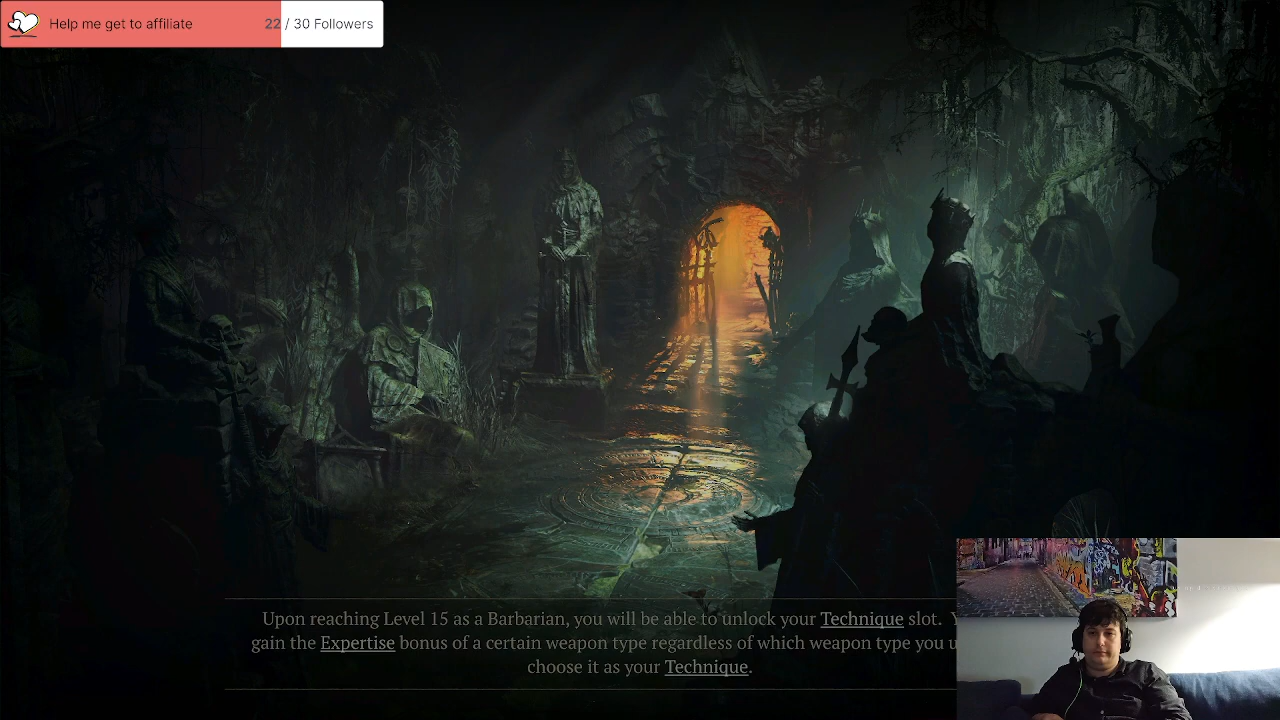 Help me get to affiliate 22 / 30 Followers
Upon reaching Level 15 as a Barbarian, you will be able to unlock your Technique slot.
gain the Expertise bonus of a certain weapon type regardless of which weapon type you
choose it as your Technique.